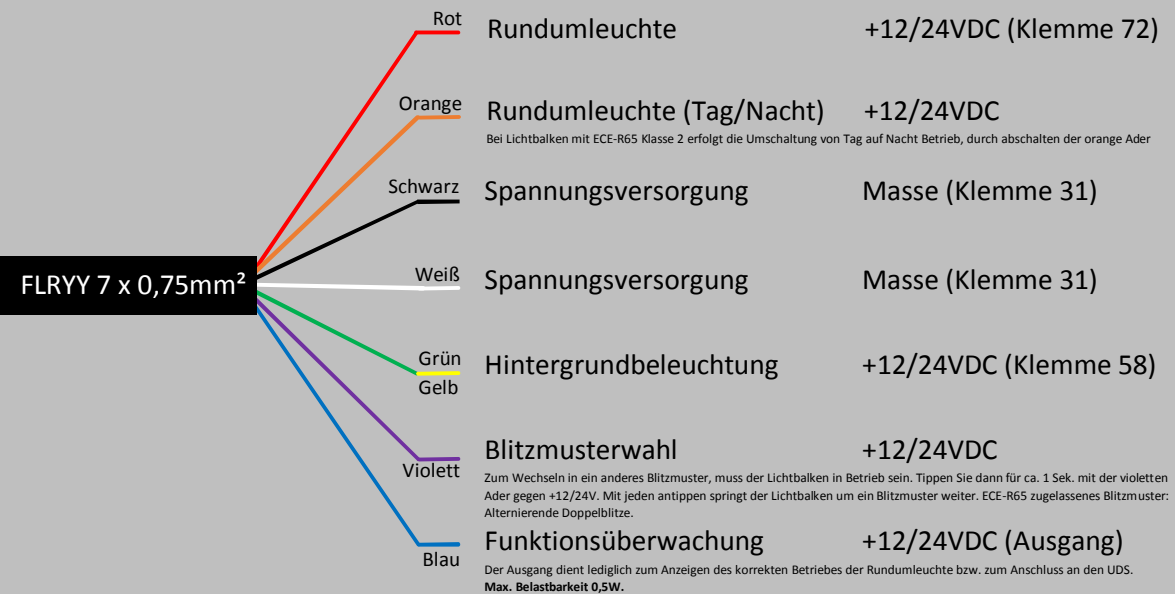 Rot
Rundumleuchte +12/24VDC (Klemme 72)
Orange
Rundumleuchte (Tag/Nacht) +12/24VDC
Bei Lichtbalken mit ECE-R65 Klasse 2 erfolgt die Umschaltung von Tag auf Nacht Betrieb, durch abschalten der orange Ader
Schwarz
Spannungsversorgung Masse (Klemme 31)
FLRYY 7 x 0,75mm²
Weiß
Spannungsversorgung Masse (Klemme 31)
Grün
Gelb
Hintergrundbeleuchtung +12/24VDC (Klemme 58)
Violett
Blitzmusterwahl +12/24VDC
Zum Wechseln in ein anderes Blitzmuster, muss der Lichtbalken in Betrieb sein. Tippen Sie dann für ca. 1 Sek. mit der violetten
Ader gegen +12/24V. Mit jeden antippen springt der Lichtbalken um ein Blitzmuster weiter. ECE-R65 zugelassenes Blitzmuster:
Alternierende Doppelblitze.
Blau
Funktionsüberwachung +12/24VDC (Ausgang)
Der Ausgang dient lediglich zum Anzeigen des korrekten Betriebes der Rundumleuchte bzw. zum Anschluss an den UDS.
Max. Belastbarkeit 0,5W.